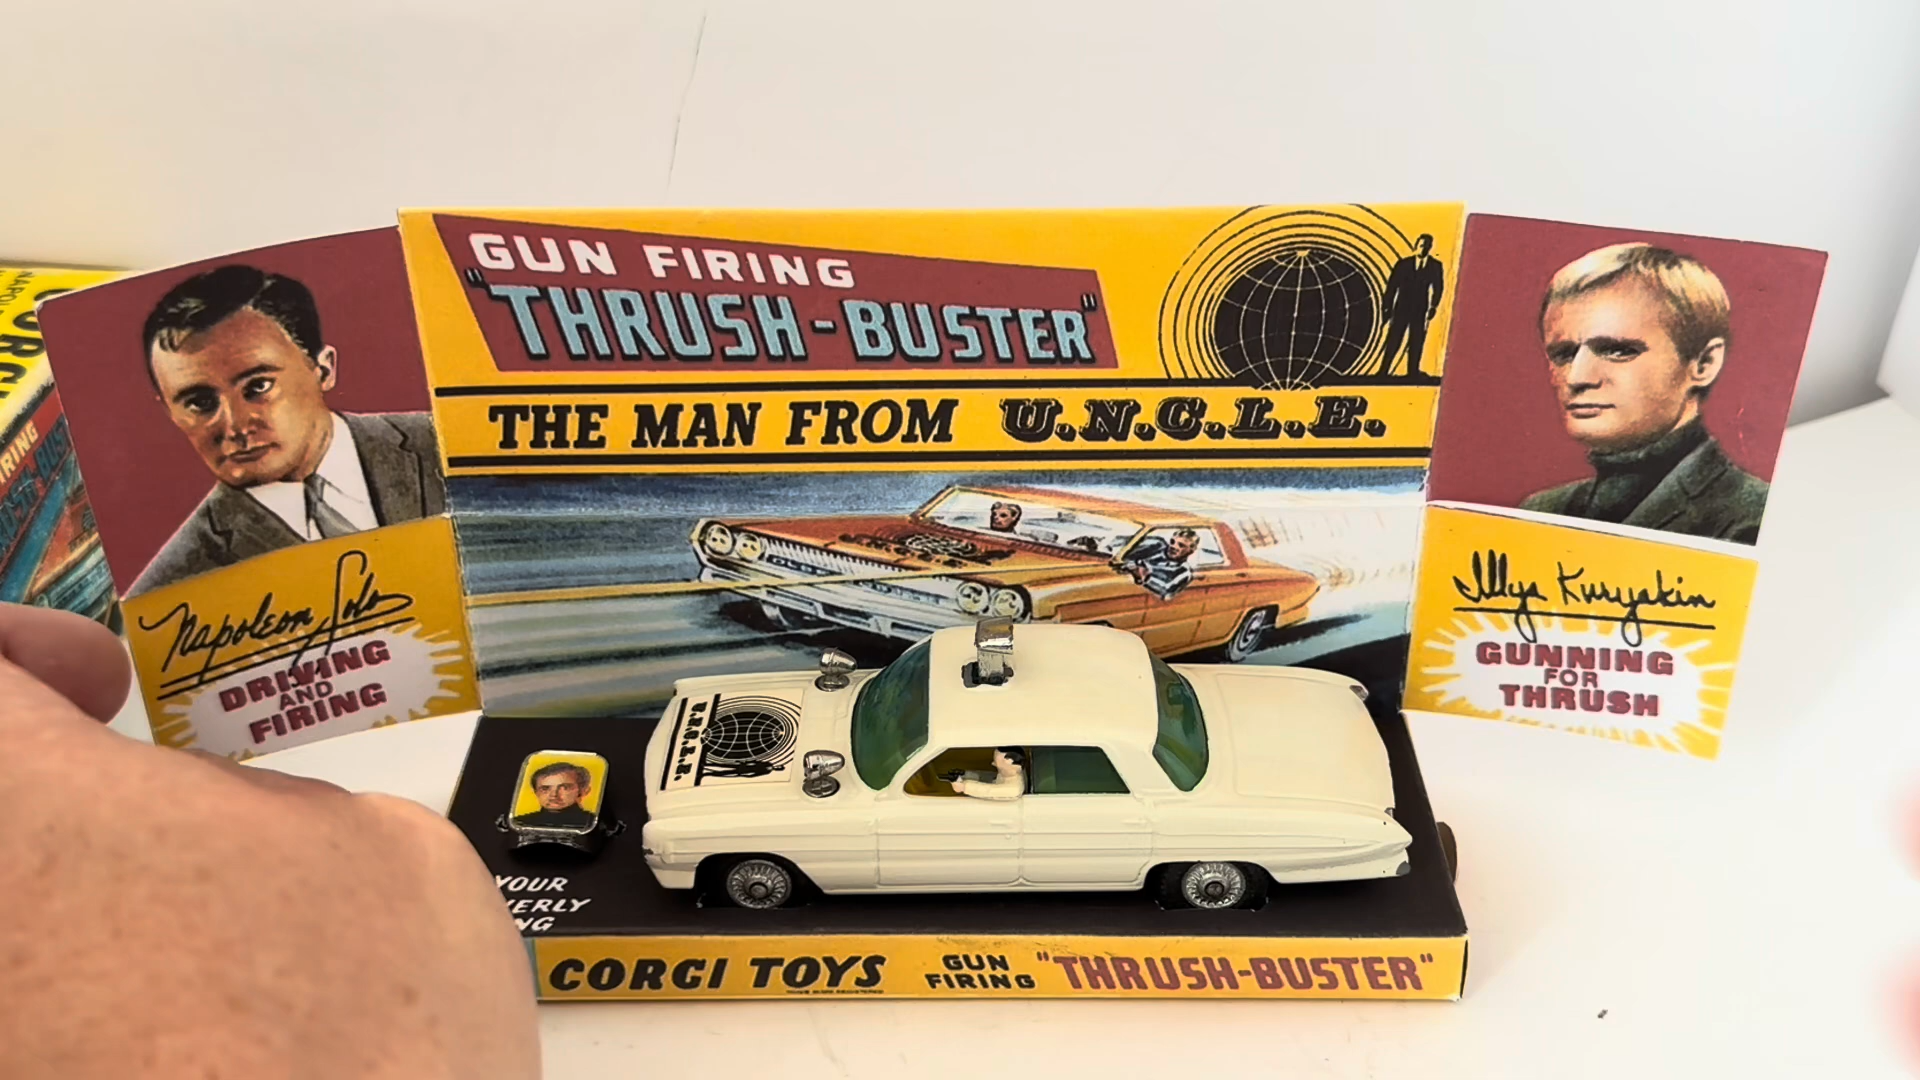 GUN FIRING
"THRUSH-BUSTER"
THE MAN FROM U.N.C.L.E.
Napoleon Solo
DRIVING
AND
FIRING
Illya Kuryakin
GUNNING
FOR
THRUSH
U.N.C.L.E.
YOUR
CORGI TOYS
GUN
FIRING
"THRUSH-BUSTER"